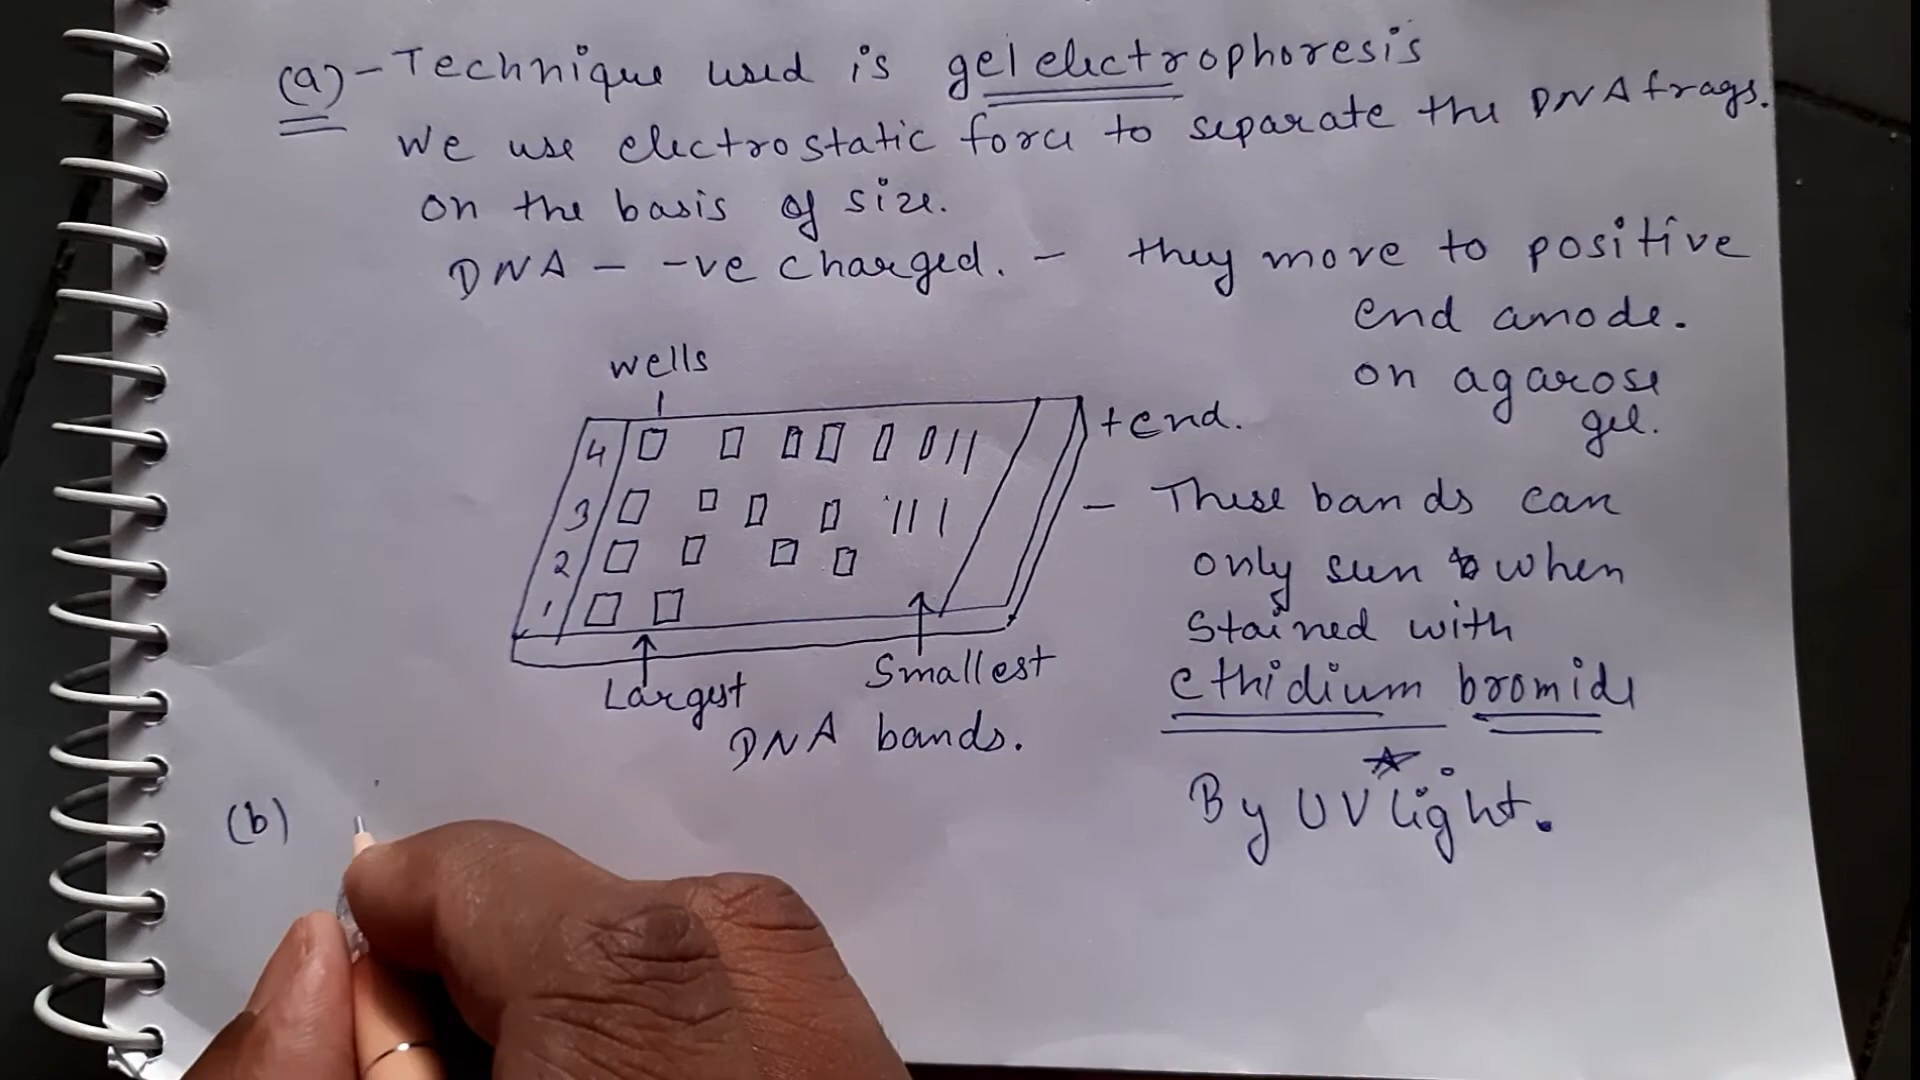 (a) - Technique used is gel electrophoresis
We use electrostatic force to separate the DNA frags.
on the basis of size.
DNA - -ve charged. - they move to positive
end anode.
on agarose
gel.
wells
4
3
2
1
+ end.
Largest
Smallest
DNA bands.
- These bands can
only seen when
stained with
ethidium bromide
By UV light.
(b)